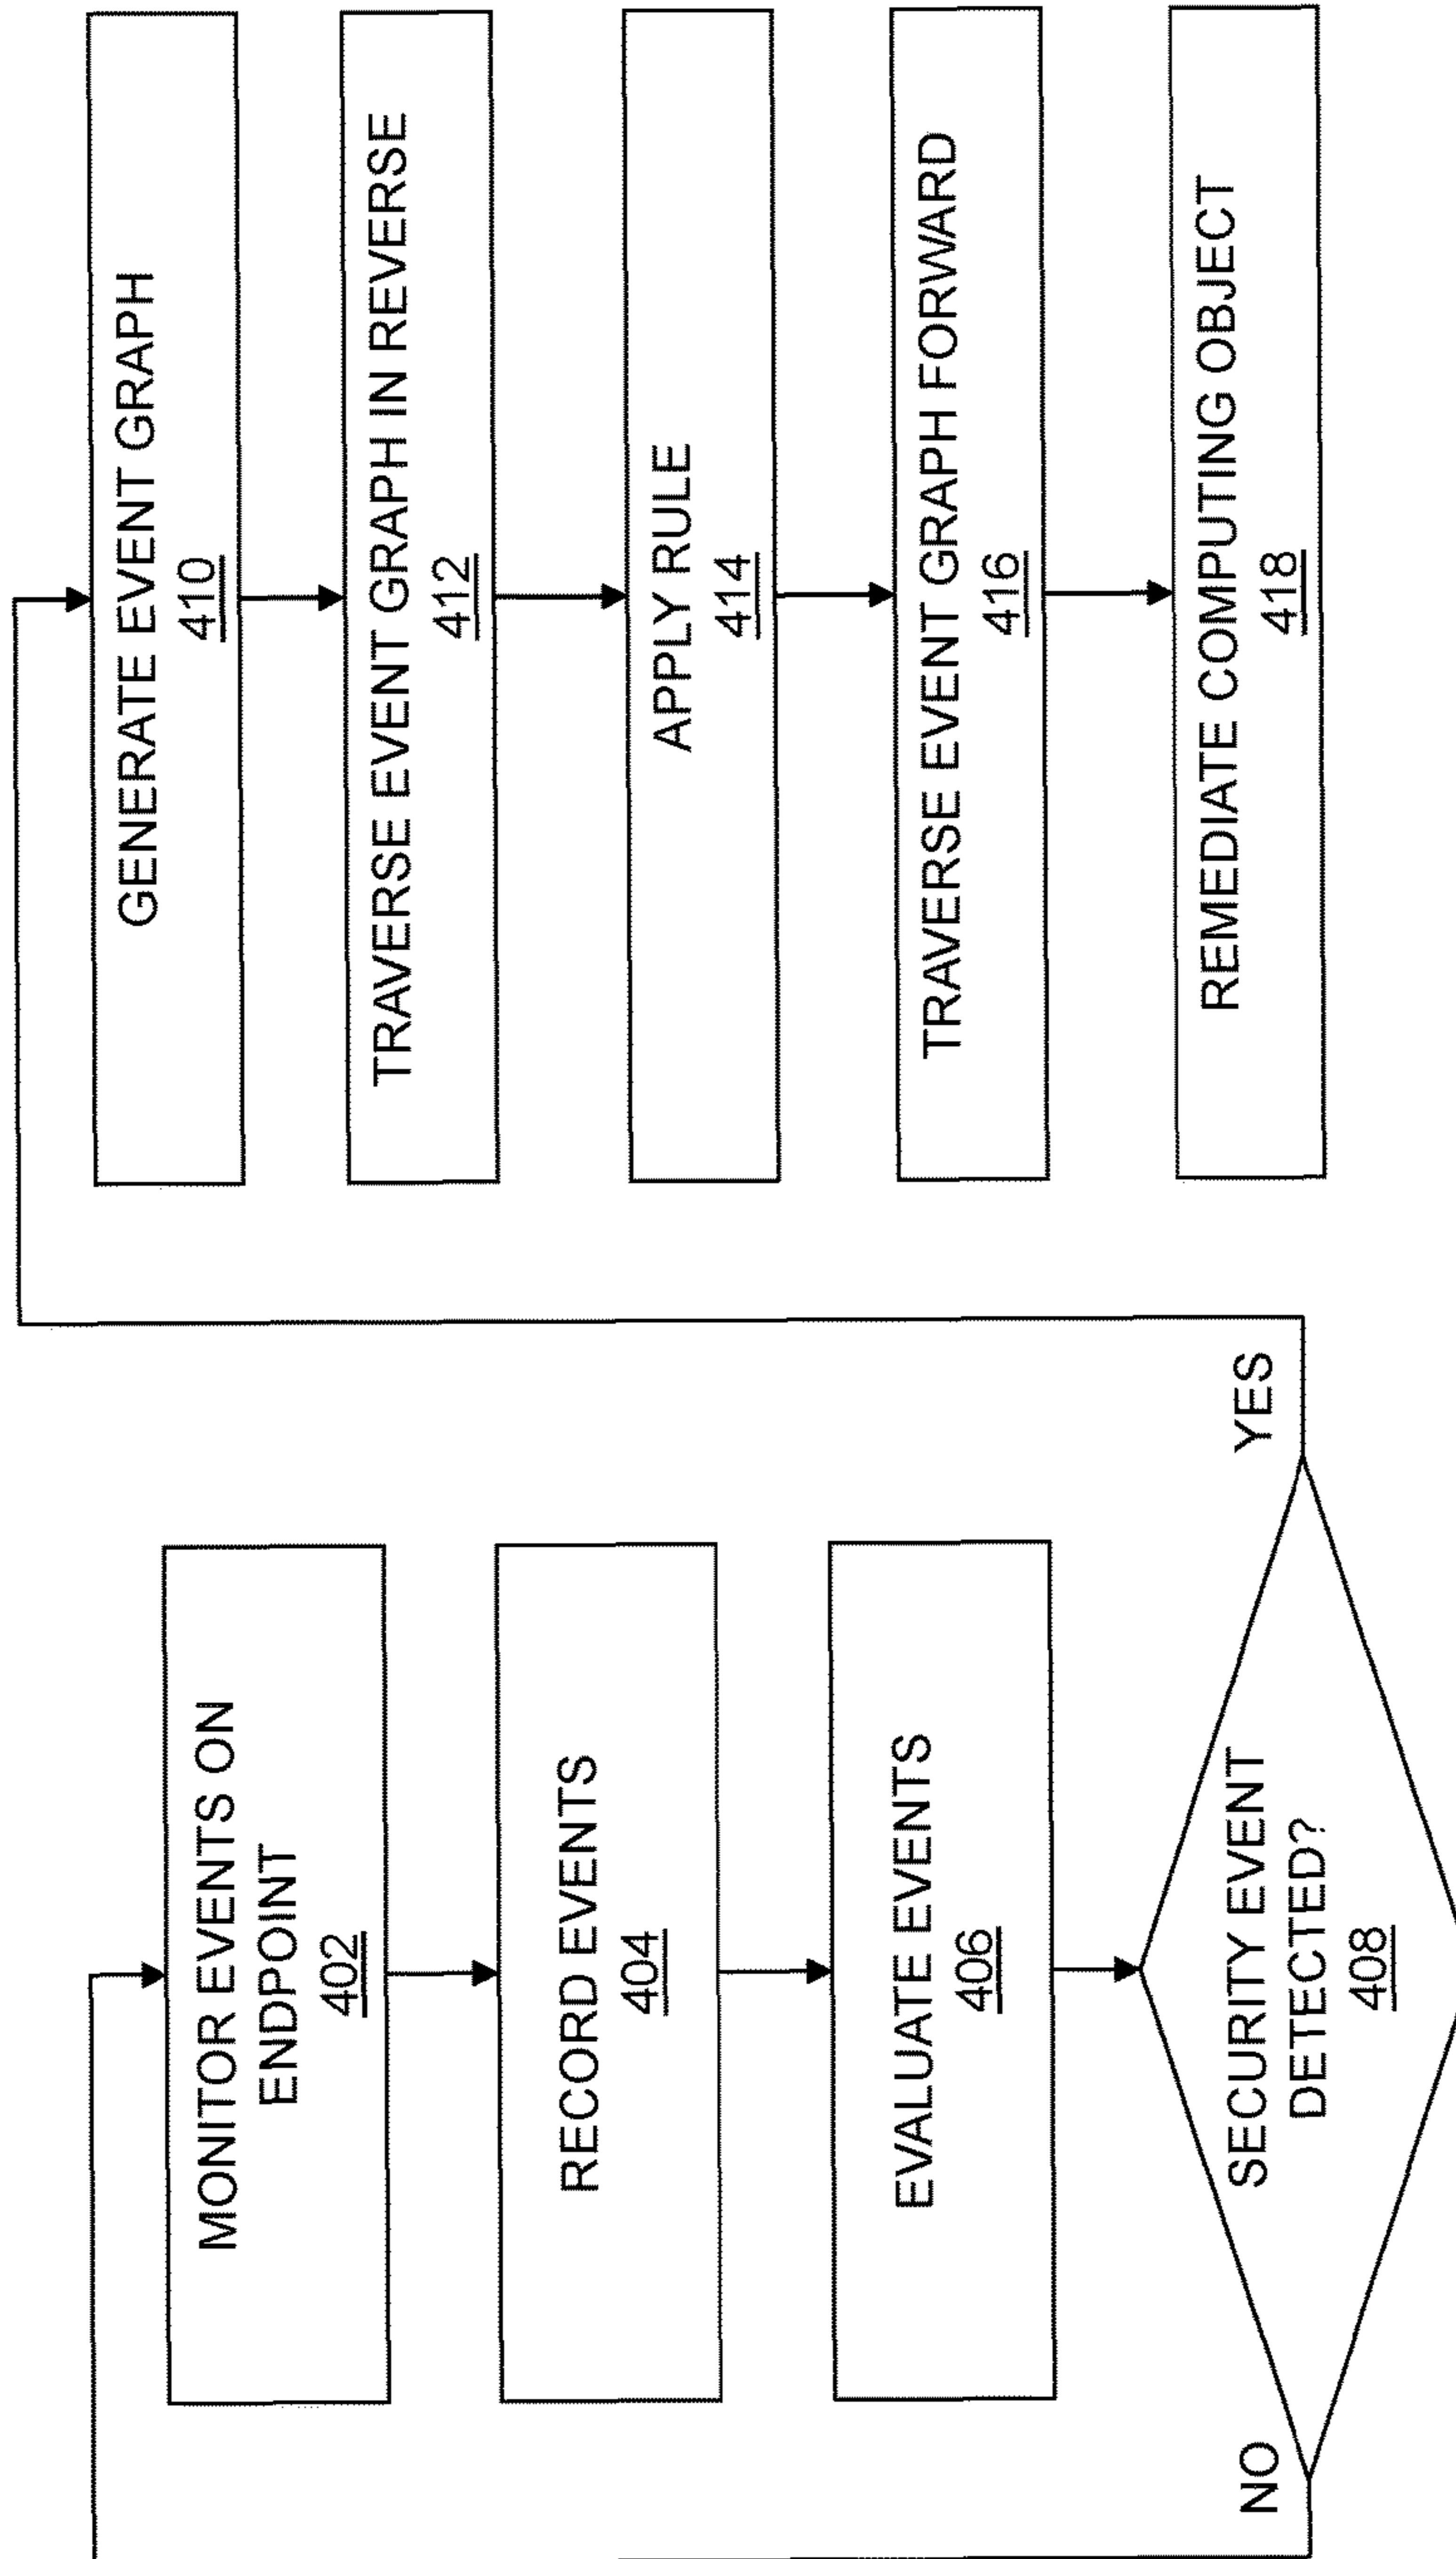 MONITOR EVENTS ON
ENDPOINT
402
RECORD EVENTS
404
EVALUATE EVENTS
406
SECURITY EVENT
DETECTED?
408
NO
YES
GENERATE EVENT GRAPH
410
TRAVERSE EVENT GRAPH IN REVERSE
412
APPLY RULE
414
TRAVERSE EVENT GRAPH FORWARD
416
REMEDIATE COMPUTING OBJECT
418